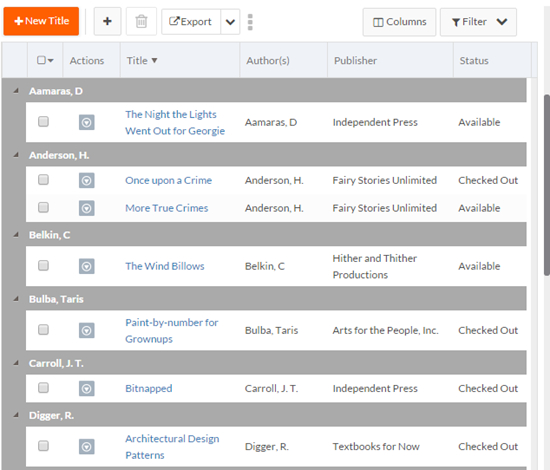 + New Title Export Columns Filter
Actions Title Author(s) Publisher Status
Aamaras, D
The Night the Lights
Went Out for Georgie Aamaras, D Independent Press Available
Anderson, H.
Once upon a Crime Anderson, H. Fairy Stories Unlimited Checked Out
More True Crimes Anderson, H. Fairy Stories Unlimited Available
Belkin, C
The Wind Billows Belkin, C Hither and Thither
Productions Available
Bulba, Taris
Paint-by-number for
Grownups Bulba, Taris Arts for the People, Inc. Checked Out
Carroll, J. T.
Bitnapped Carroll, J. T. Independent Press Checked Out
Digger, R.
Architectural Design
Patterns Digger, R. Textbooks for Now Checked Out